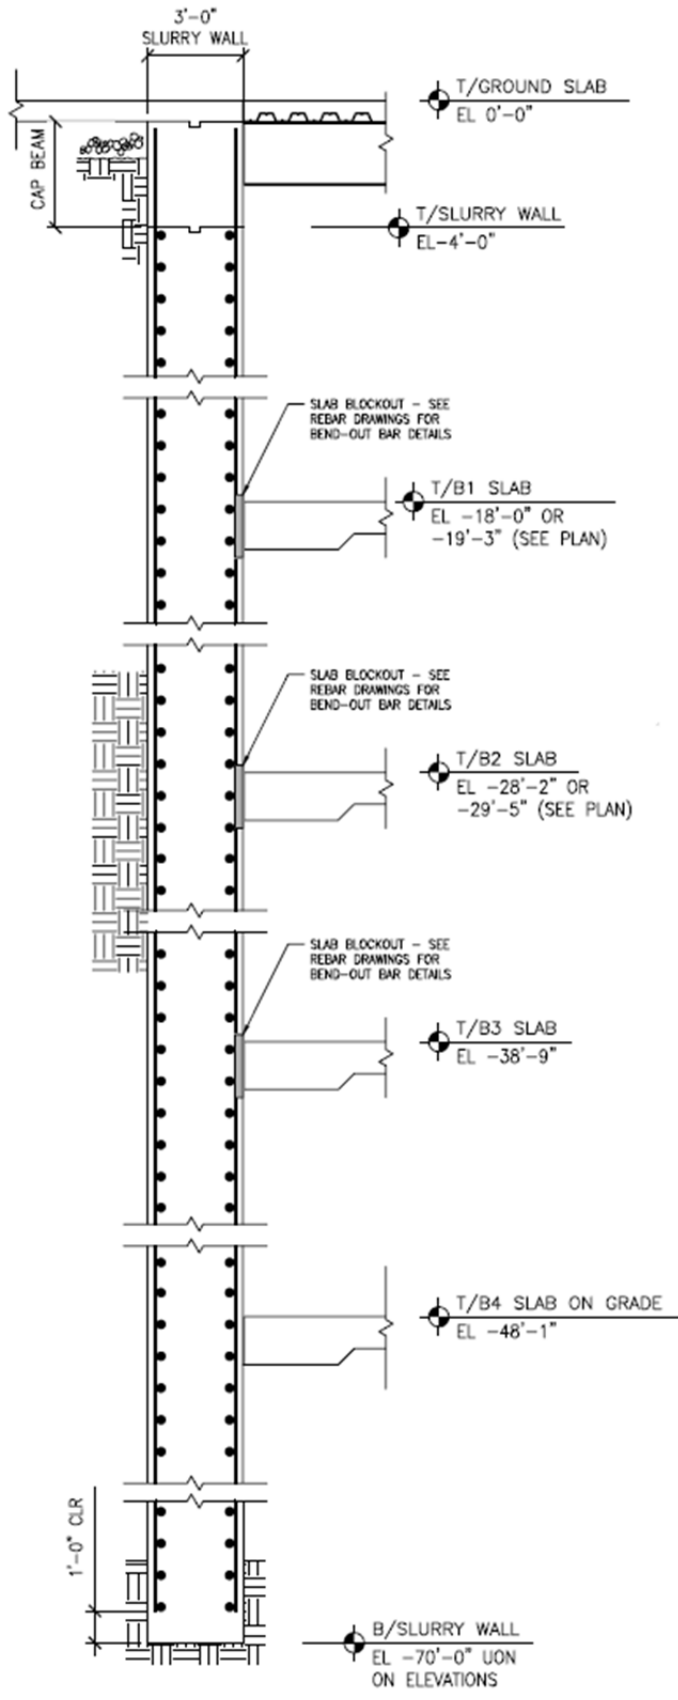 3'-0"
SLURRY WALL
T/GROUND SLAB
EL 0'-0"
CAP BEAM
T/SLURRY WALL
EL-4'-0"
SLAB BLOCKOUT - SEE
REBAR DRAWINGS FOR
BEND-OUT BAR DETAILS
T/B1 SLAB
EL -18'-0" OR
-19'-3" (SEE PLAN)
SLAB BLOCKOUT - SEE
REBAR DRAWINGS FOR
BEND-OUT BAR DETAILS
T/B2 SLAB
EL -28'-2" OR
-29'-5" (SEE PLAN)
SLAB BLOCKOUT - SEE
REBAR DRAWINGS FOR
BEND-OUT BAR DETAILS
T/B3 SLAB
EL -38'-9"
T/B4 SLAB ON GRADE
EL -48'-1"
1'-0" CLR
B/SLURRY WALL
EL -70'-0" UON
ON ELEVATIONS